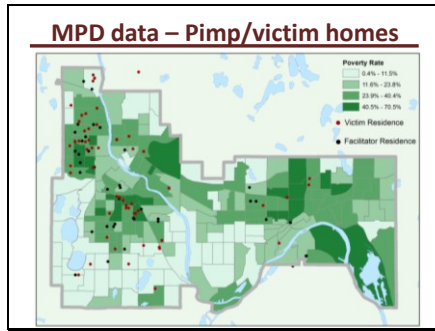 MPD data – Pimp/victim homes
Poverty Rate
0.4% - 11.5%
11.6% - 23.8%
23.9% - 40.4%
40.5% - 70.5%
Victim Residence
Facilitator Residence